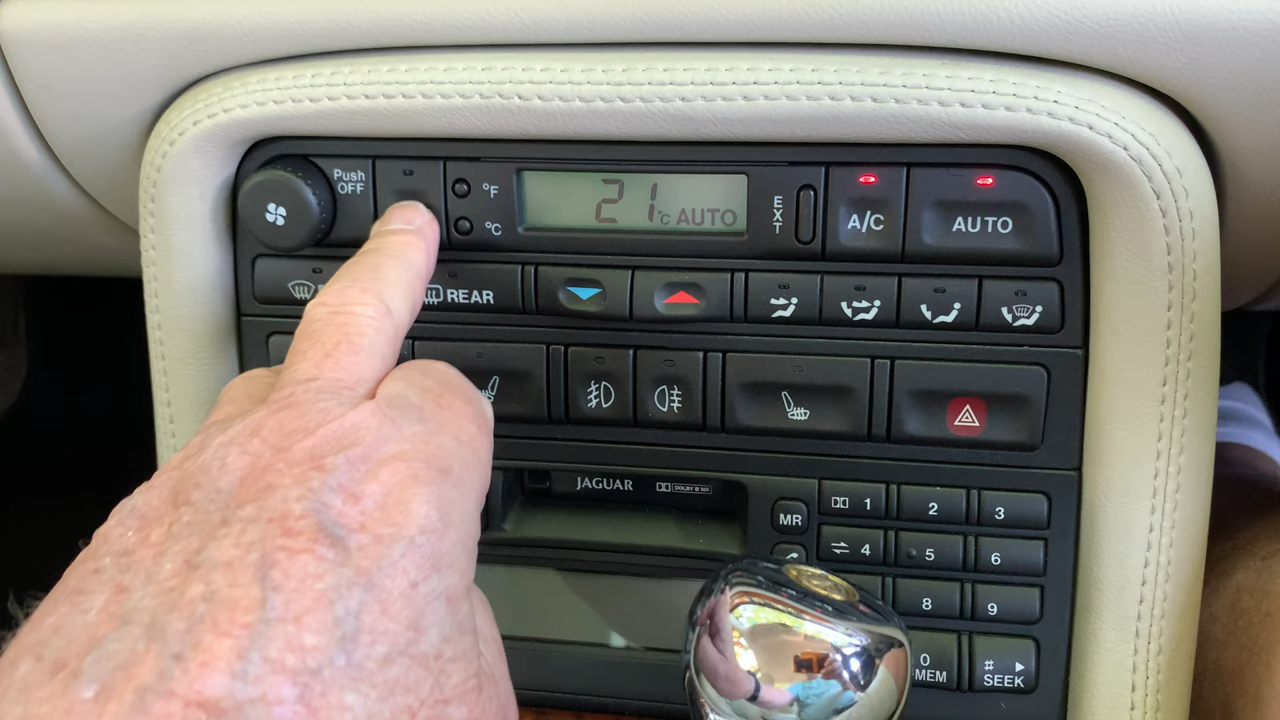 Push
OFF
°F
°C
21°C AUTO
EXT
A/C
AUTO
REAR
JAGUAR
DOLBY B NR
MR
1
2
3
4
5
6
8
9
0
MEM
# SEEK